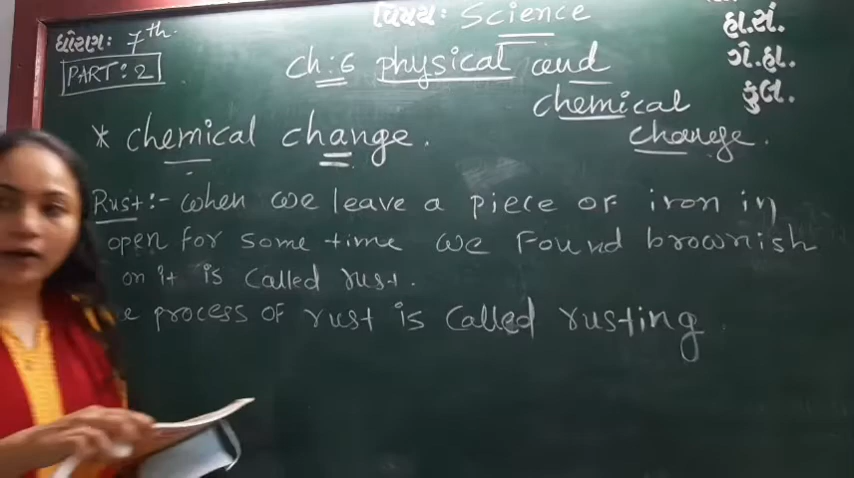 ધોરણ: 7th
વિષય: Science
PART: 2
હા.સં.
ગે.હા.
કુલ.
Ch: 6 physical and
chemical
change.
* chemical change.
Rust :- when we leave a piece of iron in
open for some time we Found brownish
on it is called rust.
process of rust is called rusting.